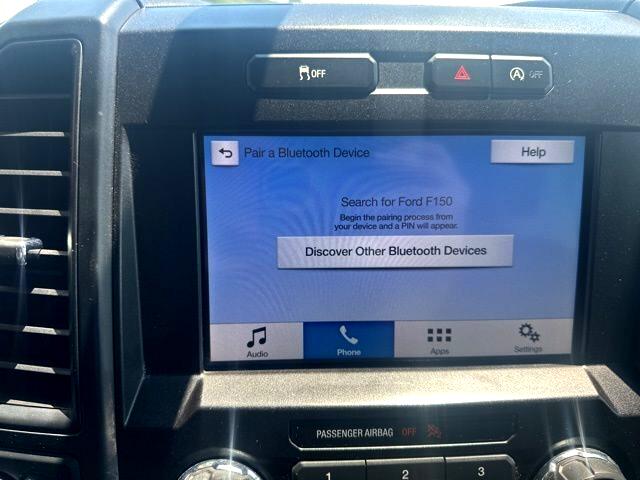 OFF
A OFF
Pair a Bluetooth Device
Help
Search for Ford F150
Begin the pairing process from
your device and a PIN will appear.
Discover Other Bluetooth Devices
Audio
Phone
Apps
Settings
PASSENGER AIRBAG OFF
1
2
3